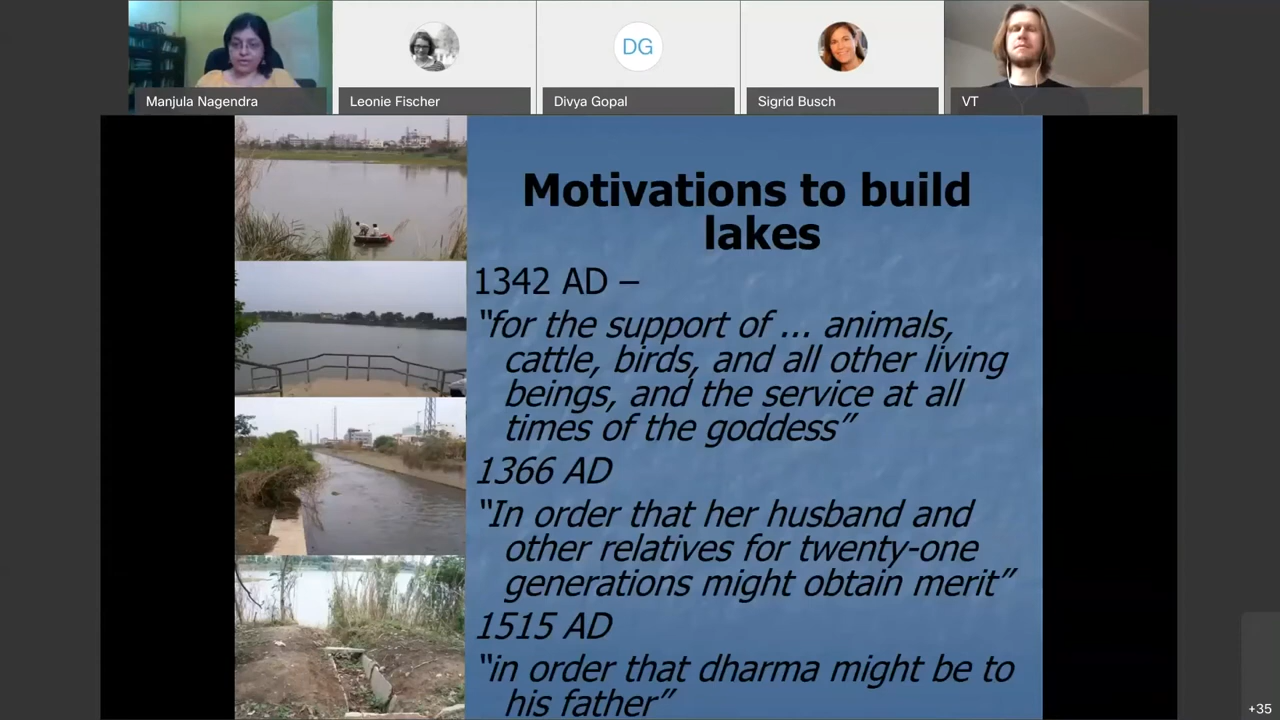 DG
Manjula Nagendra
Leonie Fischer
Divya Gopal
Sigrid Busch
VT
Motivations to build
lakes
1342 AD –
“for the support of ... animals,
cattle, birds, and all other living
beings, and the service at all
times of the goddess”
1366 AD
“In order that her husband and
other relatives for twenty-one
generations might obtain merit”
1515 AD
“in order that dharma might be to
his father”
+35